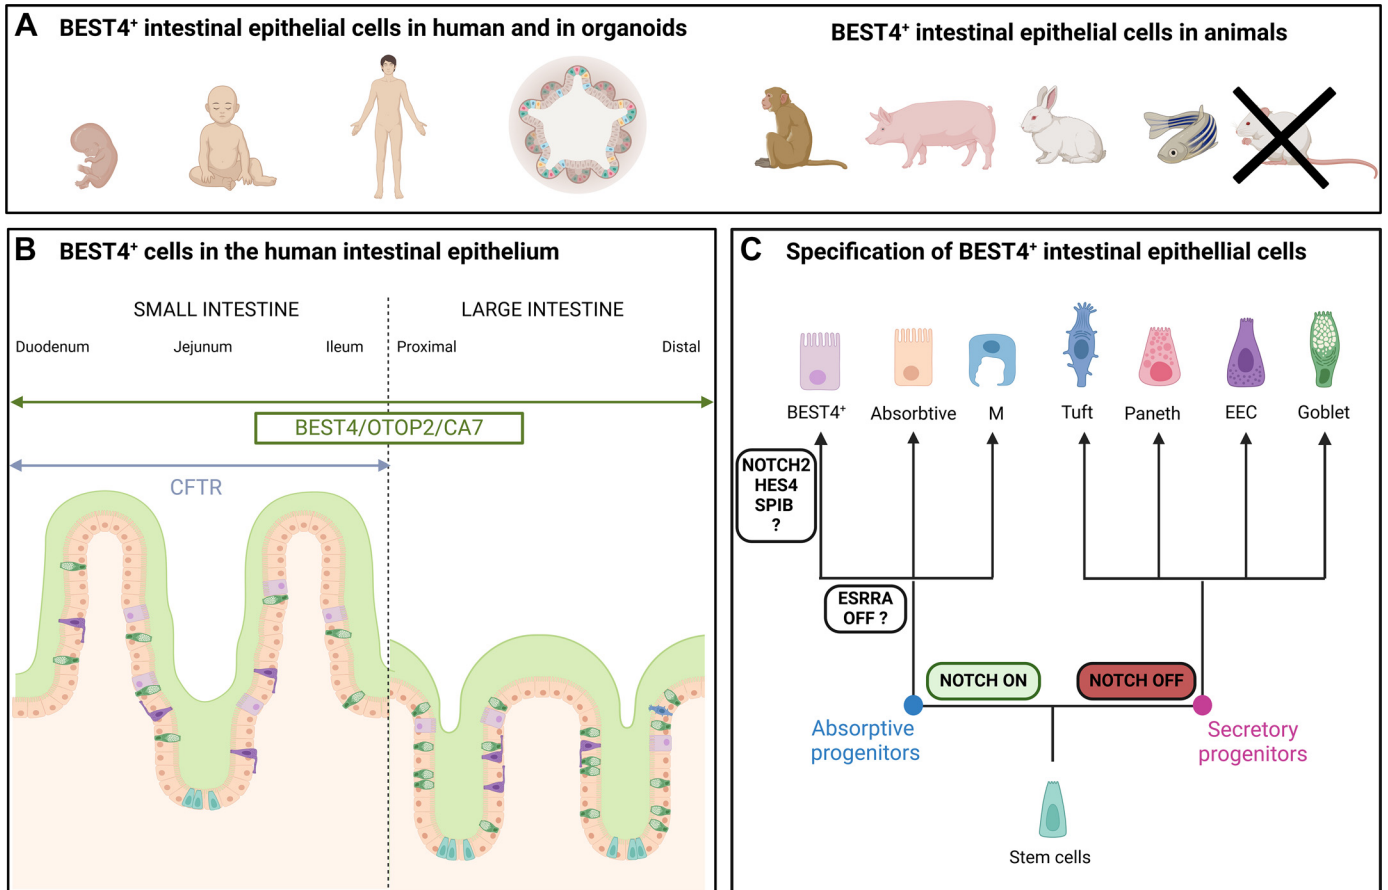 A BEST4⁺ intestinal epithelial cells in human and in organoids
BEST4⁺ intestinal epithelial cells in animals
B BEST4⁺ cells in the human intestinal epithelium
SMALL INTESTINE
LARGE INTESTINE
Duodenum
Jejunum
Ileum
Proximal
Distal
BEST4/OTOP2/CA7
CFTR
C Specification of BEST4⁺ intestinal epithellial cells
BEST4⁺
Absorbtive
M
Tuft
Paneth
EEC
Goblet
NOTCH2
HES4
SPIB
?
ESRRA
OFF ?
NOTCH ON
NOTCH OFF
Absorptive
progenitors
Secretory
progenitors
Stem cells